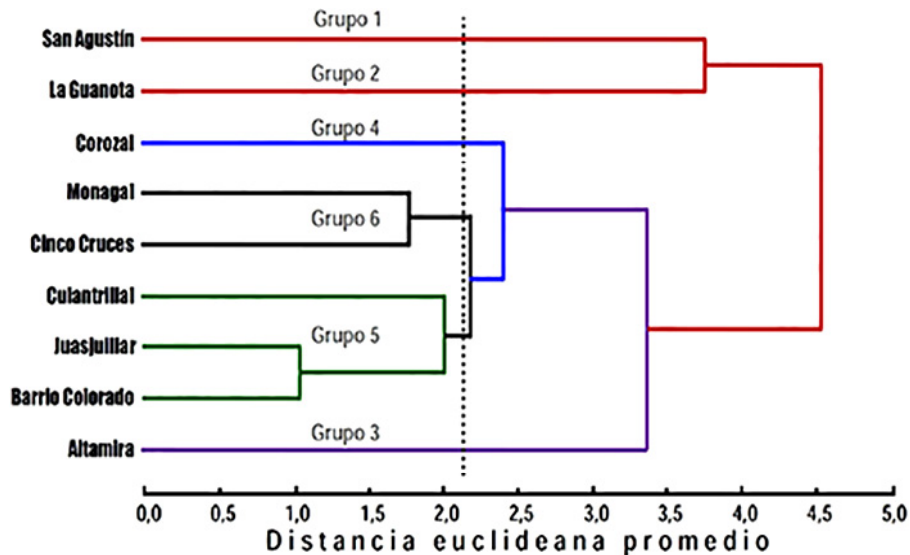 Grupo 1
San Agustín
Grupo 2
La Guanota
Grupo 4
Corozal
Monagal
Grupo 6
Cinco Cruces
Culantrillal
Grupo 5
Juasjuillar
Barrio Colorado
Grupo 3
Altamira
0,0 0,5 1,0 1,5 2,0 2,5 3,0 3,5 4,0 4,5 5,0
Distancia euclideana promedio